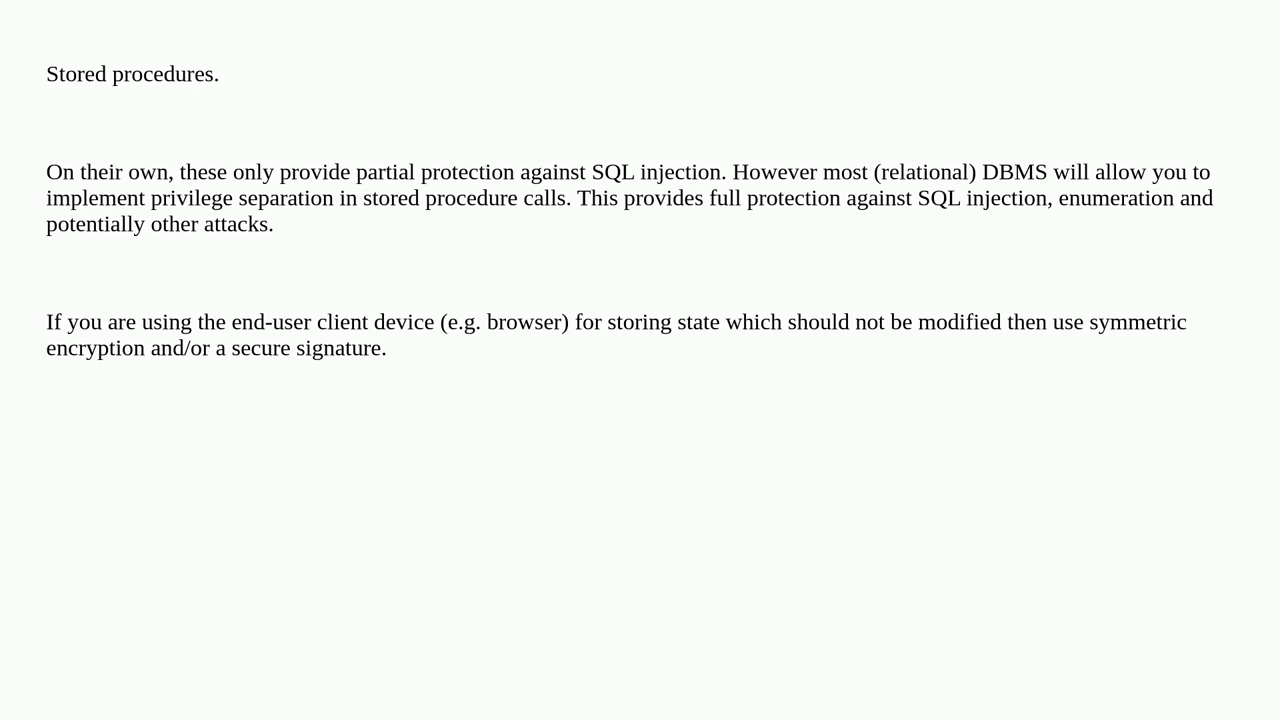 Stored procedures.
On their own, these only provide partial protection against SQL injection. However most (relational) DBMS will allow you to
implement privilege separation in stored procedure calls. This provides full protection against SQL injection, enumeration and
potentially other attacks.
If you are using the end-user client device (e.g. browser) for storing state which should not be modified then use symmetric
encryption and/or a secure signature.